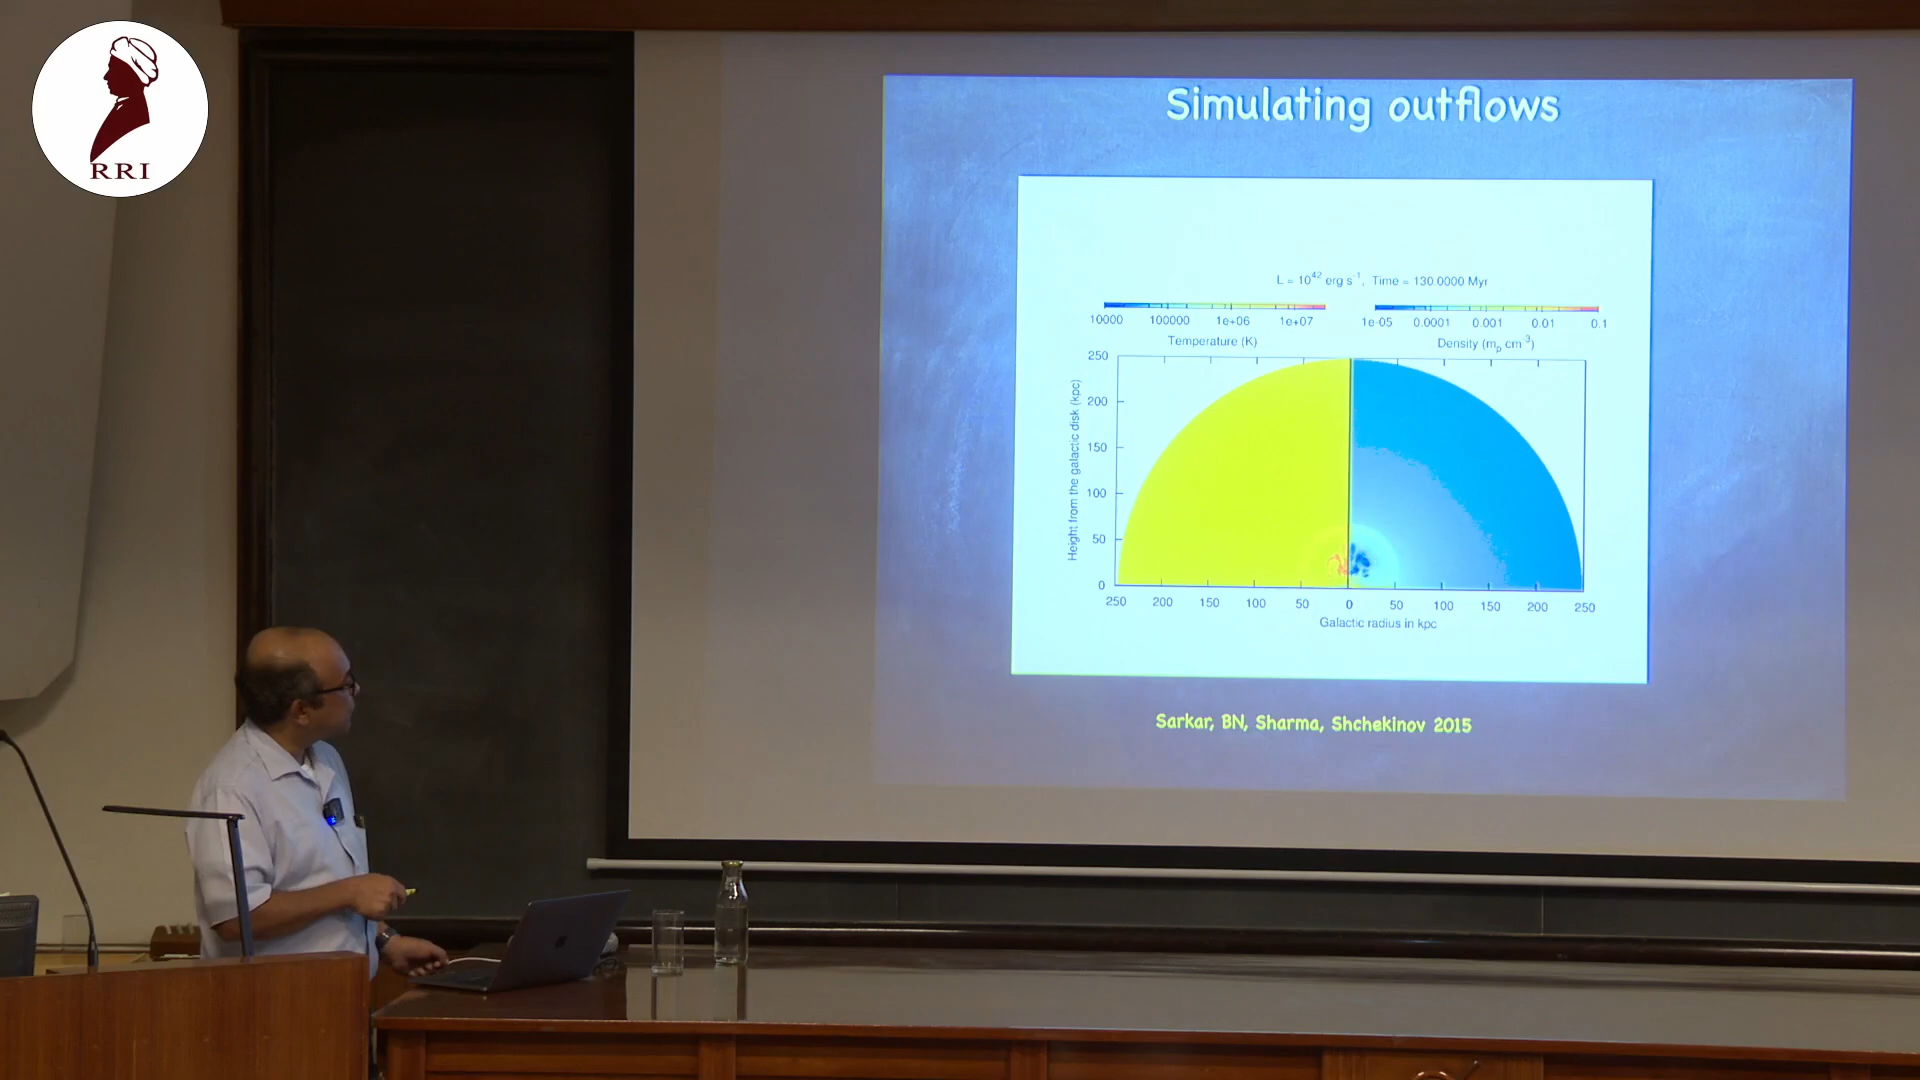 RRI
Simulating outflows
L = 10^42 erg s^-1, Time = 130.0000 Myr
10000 100000 1e+06 1e+07
Temperature (K)
1e-05 0.0001 0.001 0.01 0.1
Density (m_p cm^3)
250
200
150
100
50
0
Height from the galactic disk (kpc)
250 200 150 100 50 0 50 100 150 200 250
Galactic radius in kpc
Sarkar, BN, Sharma, Shchekinov 2015